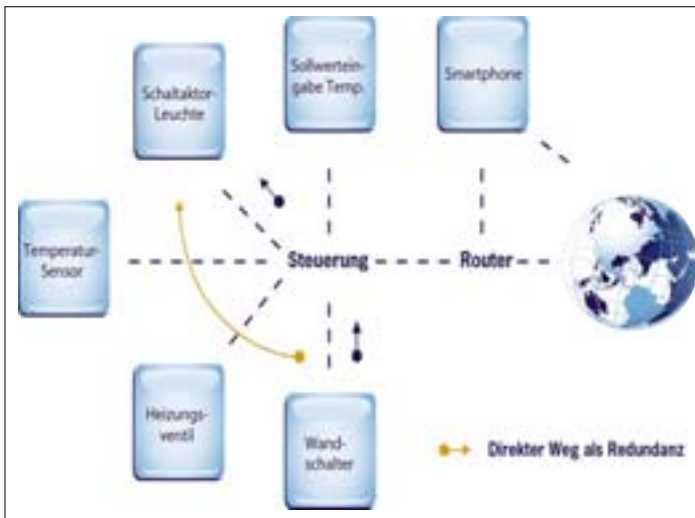 Schaltaktor-
Leuchte
Sollwertein-
gabe Temp.
Smartphone
Temperatur-
Sensor
Steuerung
Router
Heizungs-
ventil
Wand-
schalter
Direkter Weg als Redundanz